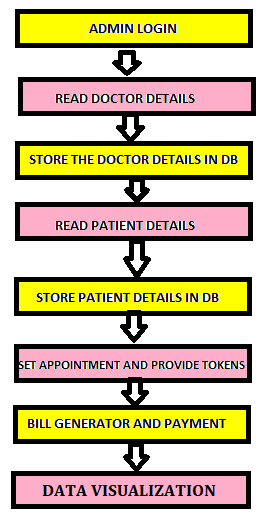 ADMIN LOGIN
READ DOCTOR DETAILS
STORE THE DOCTOR DETAILS IN DB
READ PATIENT DETAILS
STORE PATIENT DETAILS IN DB
SET APPOINTMENT AND PROVIDE TOKENS
BILL GENERATOR AND PAYMENT
DATA VISUALIZATION